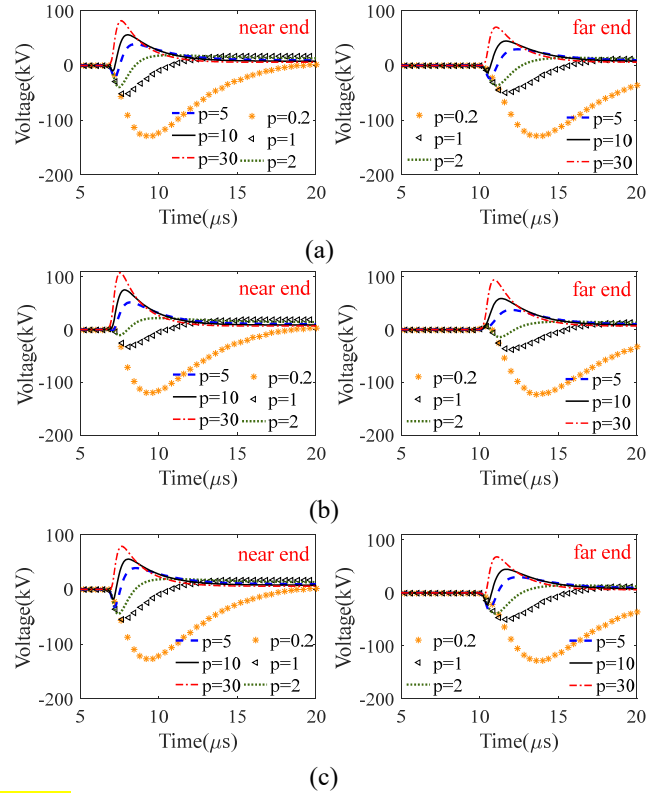 100
near end
0
-100
-200
Voltage(kV)
p=5
p=0.2
p=10
p=1
p=30
p=2
5
10
15
20
Time(μs)
100
far end
0
-100
-200
Voltage(kV)
p=0.2
p=5
p=1
p=10
p=2
p=30
5
10
15
20
Time(μs)
(a)
100
near end
0
-100
-200
Voltage(kV)
p=5
p=0.2
p=10
p=1
p=30
p=2
5
10
15
20
Time(μs)
100
far end
0
-100
-200
Voltage(kV)
p=0.2
p=5
p=1
p=10
p=2
p=30
5
10
15
20
Time(μs)
(b)
100
near end
0
-100
-200
Voltage(kV)
p=5
p=0.2
p=10
p=1
p=30
p=2
5
10
15
20
Time(μs)
100
far end
0
-100
-200
Voltage(kV)
p=0.2
p=5
p=1
p=10
p=2
p=30
5
10
15
20
Time(μs)
(c)